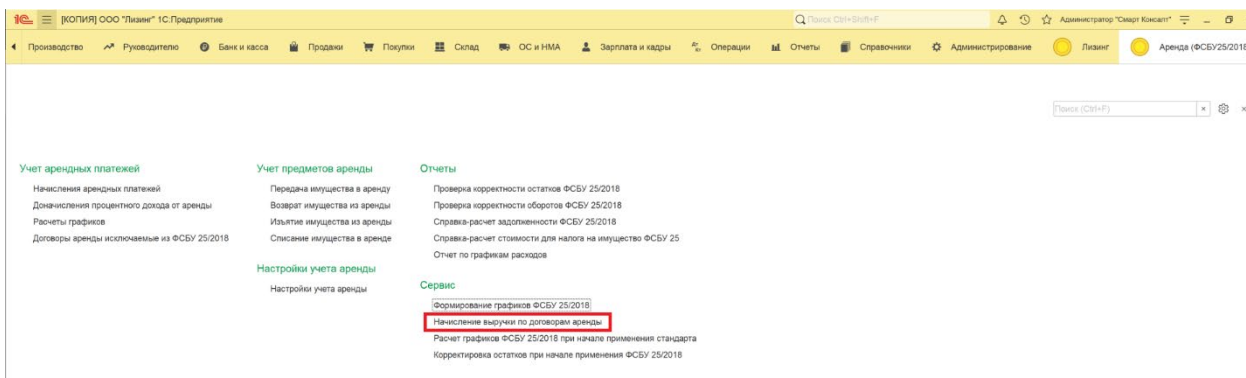 [КОПИЯ] ООО "Лизинг" 1С:Предприятие
Поиск Ctrl+Shift+F
Администратор "Смарт Консалт"
Производство Руководителю Банк и касса Продажи Покупки Склад ОС и НМА Зарплата и кадры Операции Отчеты Справочники Администрирование Лизинг Аренда (ФСБУ25/2018
Поиск (Ctrl+F)
Учет арендных платежей
Начисления арендных платежей
Доначисления процентного дохода от аренды
Расчеты графиков
Договоры аренды исключаемые из ФСБУ 25/2018
Учет предметов аренды
Передача имущества в аренду
Возврат имущества из аренды
Изъятие имущества из аренды
Списание имущества в аренде
Настройки учета аренды
Настройки учета аренды
Отчеты
Проверка корректности остатков ФСБУ 25/2018
Проверка корректности оборотов ФСБУ 25/2018
Справка-расчет задолженности ФСБУ 25/2018
Справка-расчет стоимости для налога на имущество ФСБУ 25
Отчет по графикам расходов
Сервис
Формирование графиков ФСБУ 25/2018
Начисление выручки по договорам аренды
Расчет графиков ФСБУ 25/2018 при начале применения стандарта
Корректировка остатков при начале применения ФСБУ 25/2018